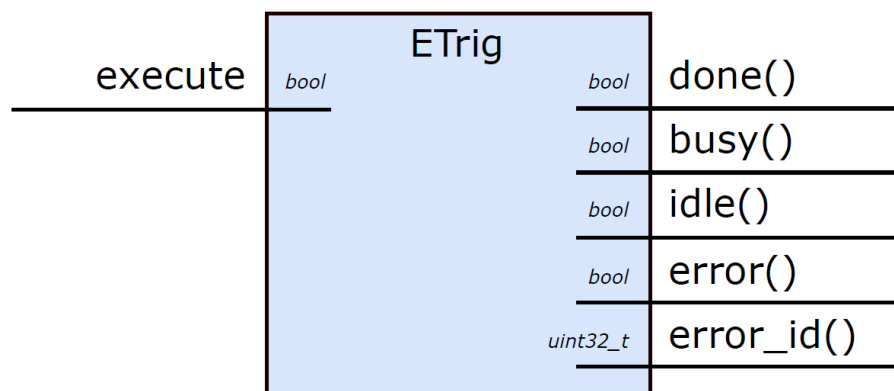 ETrig
execute bool bool done()
bool busy()
bool idle()
bool error()
uint32_t error_id()